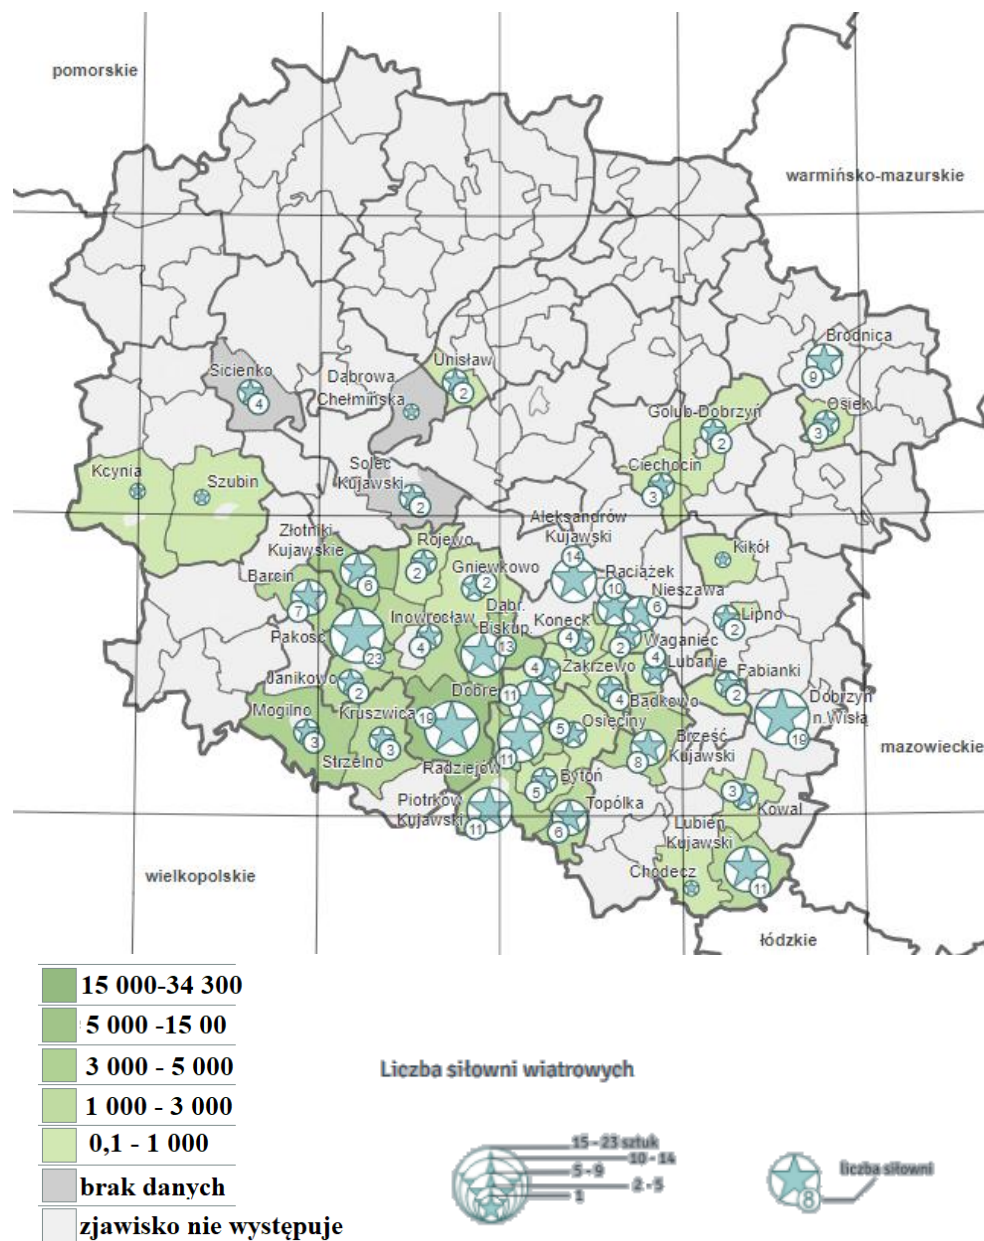 pomorskie
warmińsko-mazurskie
Brodnica
9
Unisław
2
Sicienko
4
Dąbrowa
Chełmińska
Golub-Dobrzyń
2
Osiek
3
Ciechocin
3
Kcynia
Szubin
Solec
Kujawski
2
Aleksandrów
Kujawski
14
Złotniki
Kujawskie
6
Rojewo
2
Gniewkowo
2
Kikół
Raciążek
10
Nieszawa
6
Barcin
7
Dąbr.
Biskup.
13
Inowrocław
4
Koneck
4
Waganiec
2
Lipno
2
Pakość
23
Zakrzewo
4
Lubanie
4
Fabianki
2
Janikowo
2
Dobre
11
Bądkowo
4
Dobrzyń
n.Wisłą
19
Mogilno
3
Kruszwica
19
Osięciny
5
Brześć
Kujawski
8
mazowieckie
Strzelno
3
Radziejów
11
Bytoń
5
Kowal
3
Piotrków
Kujawski
11
Topólka
6
Lubień
Kujawski
11
Chodecz
wielkopolskie
łódzkie
15 000-34 300
5 000 -15 00
3 000 - 5 000
1 000 - 3 000
0,1 - 1 000
brak danych
zjawisko nie występuje
Liczba siłowni wiatrowych
15 - 23 sztuk
10 - 14
5 - 9
2 - 5
1
liczba siłowni
8